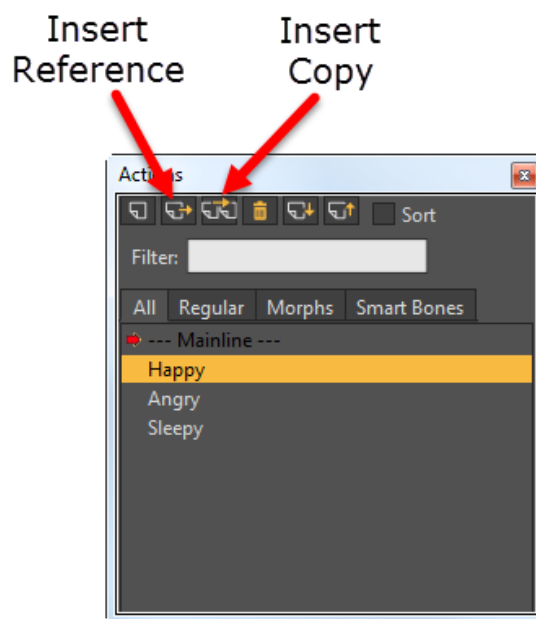 Insert Reference
Insert Copy
Actions
Sort
Filter:
All Regular Morphs Smart Bones
--- Mainline ---
Happy
Angry
Sleepy